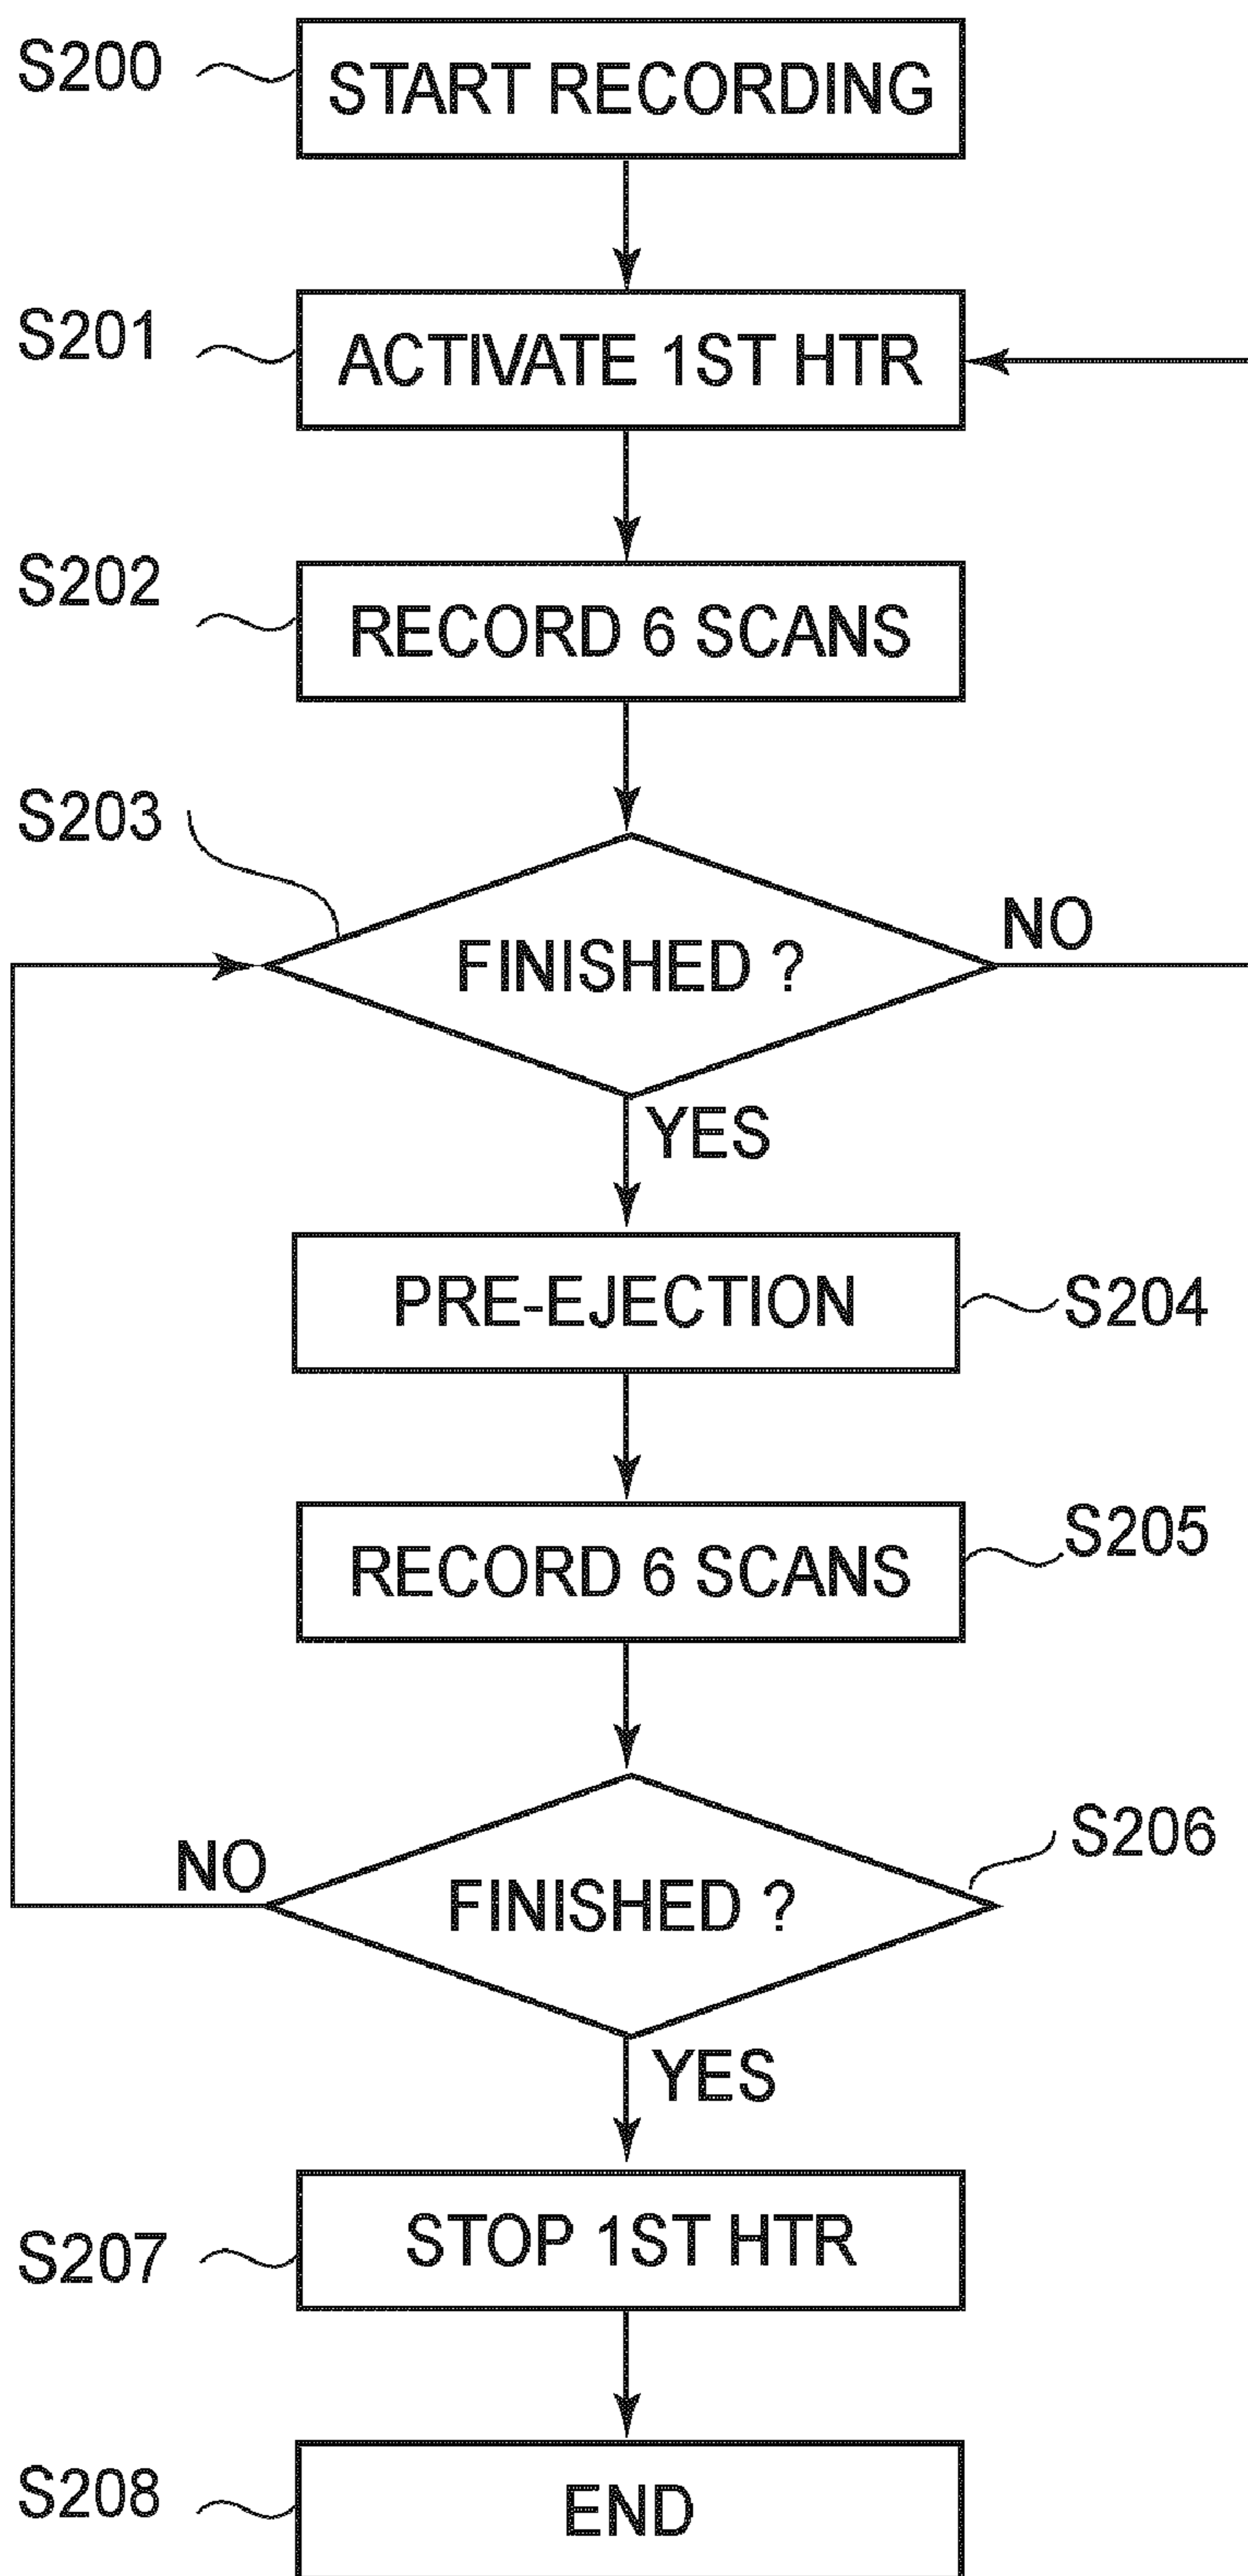 S200
START RECORDING
S201
ACTIVATE 1ST HTR
S202
RECORD 6 SCANS
S203
FINISHED ?
NO
YES
PRE-EJECTION
S204
RECORD 6 SCANS
S205
FINISHED ?
S206
NO
YES
S207
STOP 1ST HTR
S208
END